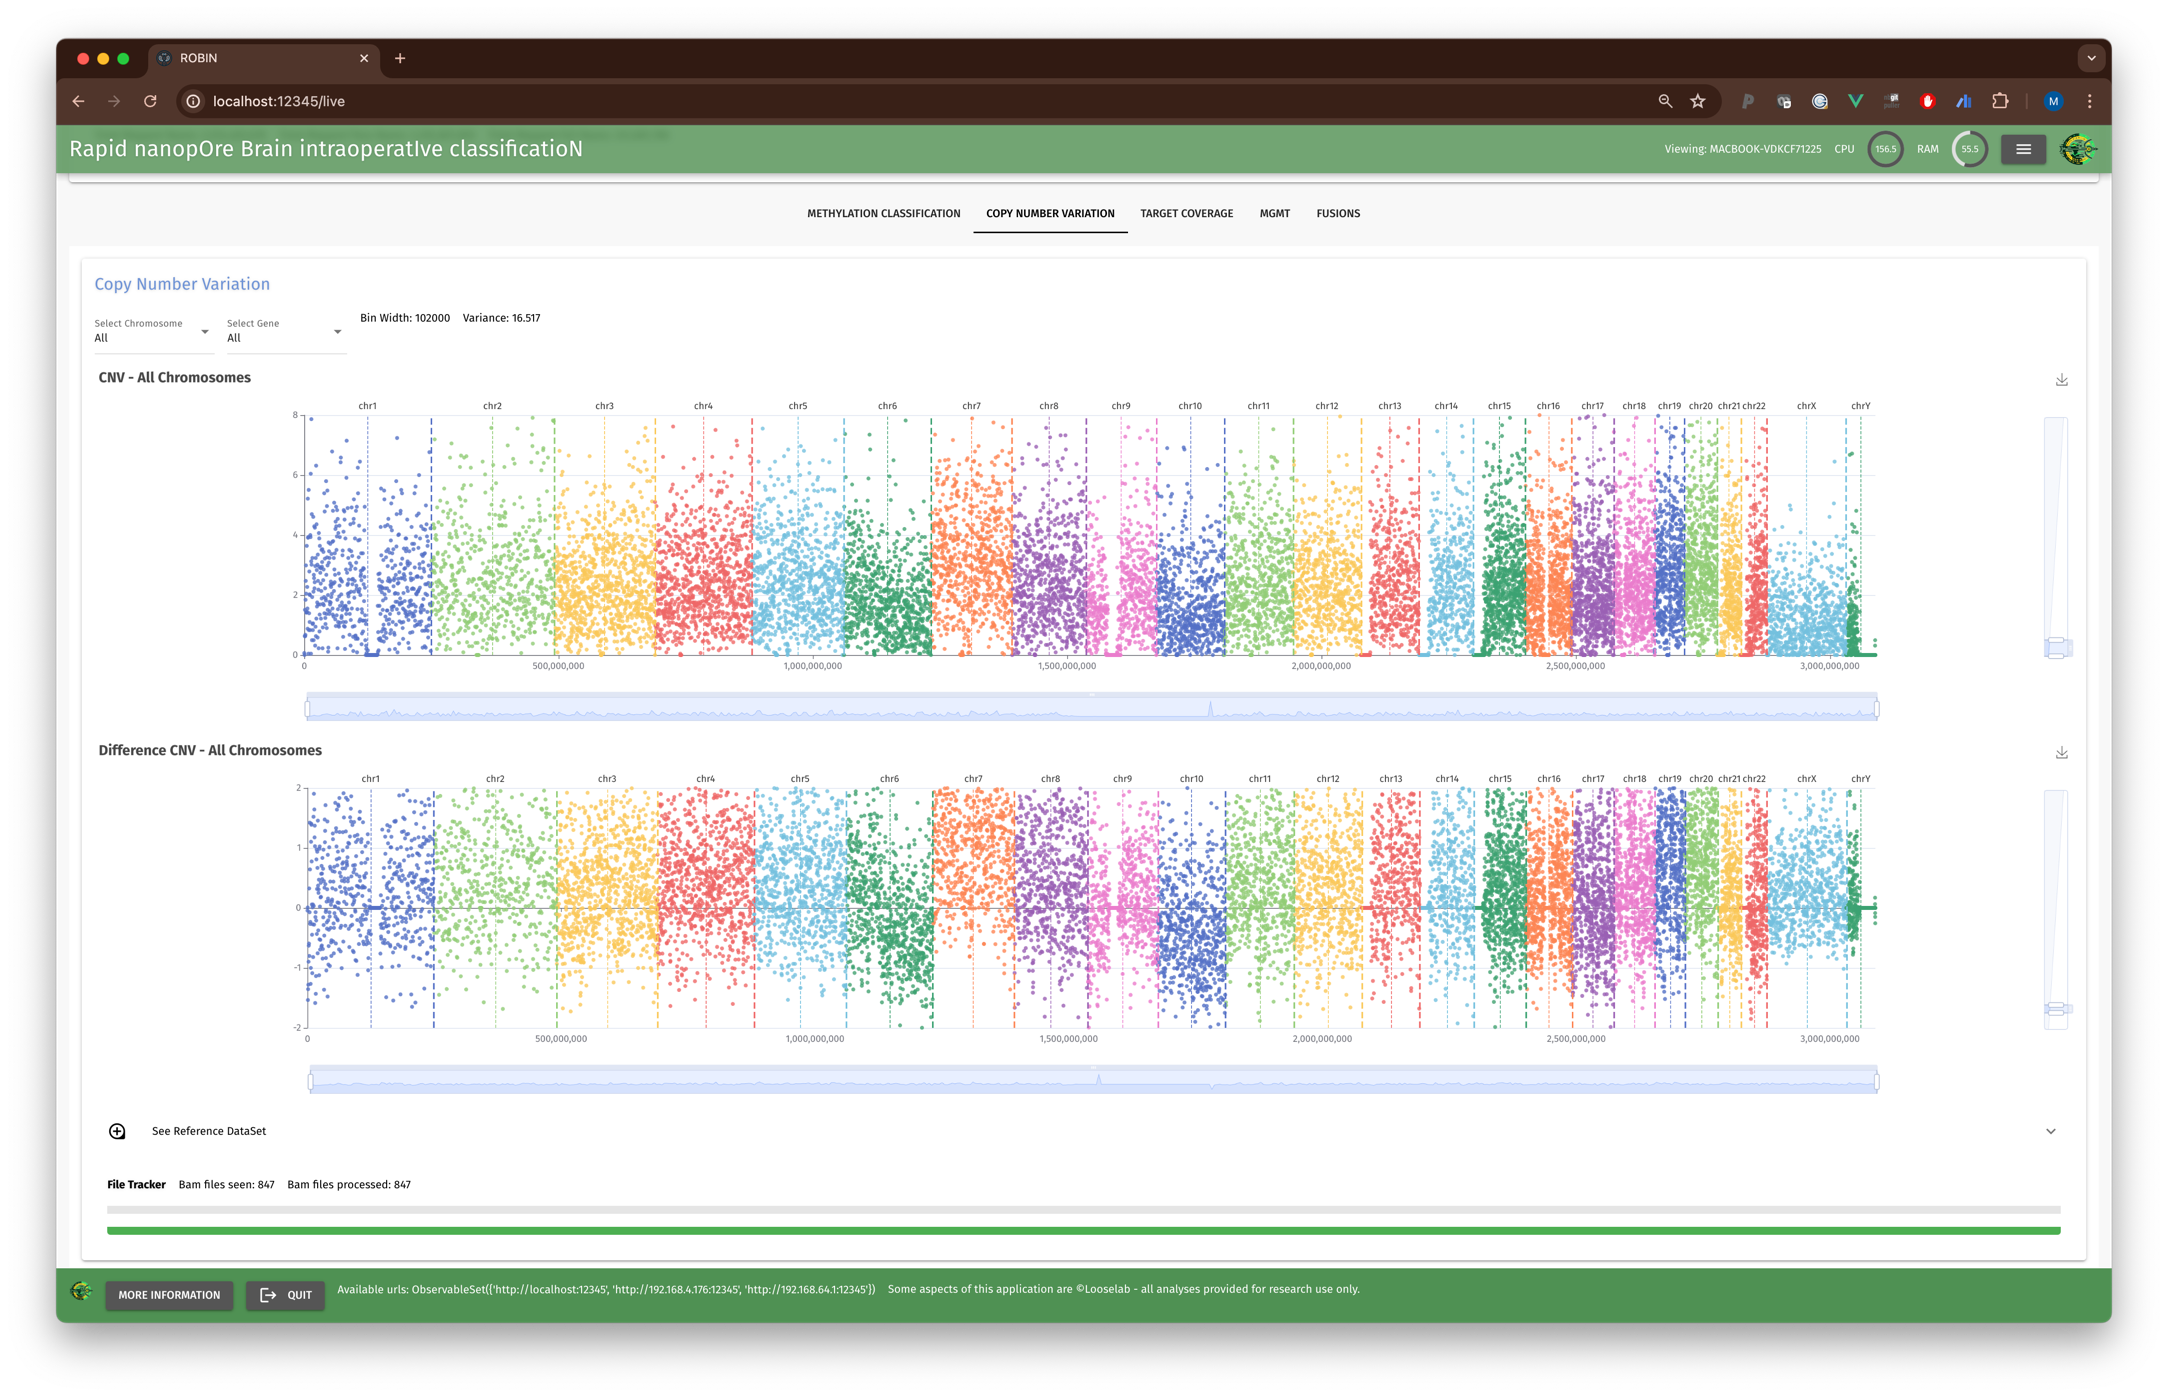 ROBIN
localhost:12345/live
M
Rapid nanopOre Brain intraoperatIve classificatioN
Viewing: MACBOOK-VDKCF71225 CPU 156.5 RAM 55.5
METHYLATION CLASSIFICATION COPY NUMBER VARIATION TARGET COVERAGE MGMT FUSIONS
Copy Number Variation
Select Chromosome Select Gene Bin Width: 102000 Variance: 16.517
All All
CNV - All Chromosomes
chr1 chr2 chr3 chr4 chr5 chr6 chr7 chr8 chr9 chr10 chr11 chr12 chr13 chr14 chr15 chr16 chr17 chr18 chr19 chr20 chr21 chr22 chrX chrY
8
6
4
2
0
0 500,000,000 1,000,000,000 1,500,000,000 2,000,000,000 2,500,000,000 3,000,000,000
Difference CNV - All Chromosomes
chr1 chr2 chr3 chr4 chr5 chr6 chr7 chr8 chr9 chr10 chr11 chr12 chr13 chr14 chr15 chr16 chr17 chr18 chr19 chr20 chr21 chr22 chrX chrY
2
1
0
-1
-2
0 500,000,000 1,000,000,000 1,500,000,000 2,000,000,000 2,500,000,000 3,000,000,000
See Reference DataSet
File Tracker Bam files seen: 847 Bam files processed: 847
MORE INFORMATION QUIT Available urls: ObservableSet({'http://localhost:12345', 'http://192.168.4.176:12345', 'http://192.168.64.1:12345'}) Some aspects of this application are ©Looselab - all analyses provided for research use only.